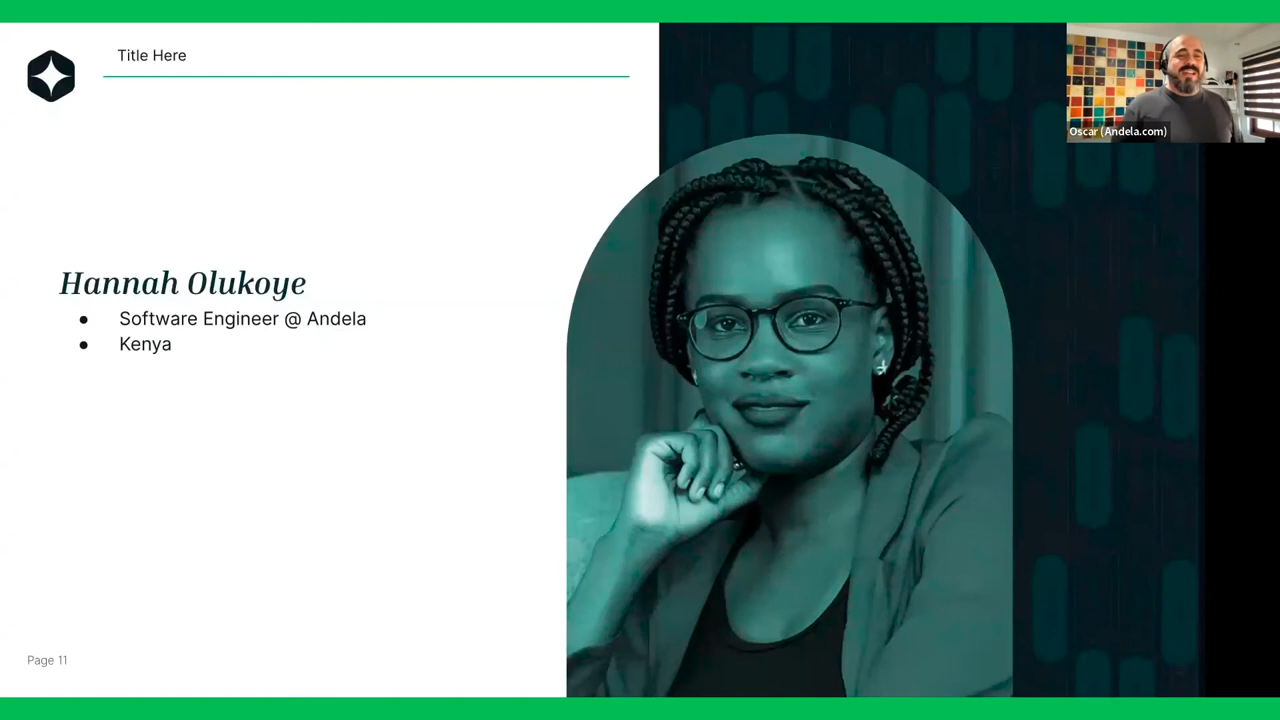 Title Here
Oscar (Andela.com)
Hannah Olukoye
● Software Engineer @ Andela
● Kenya
Page 11